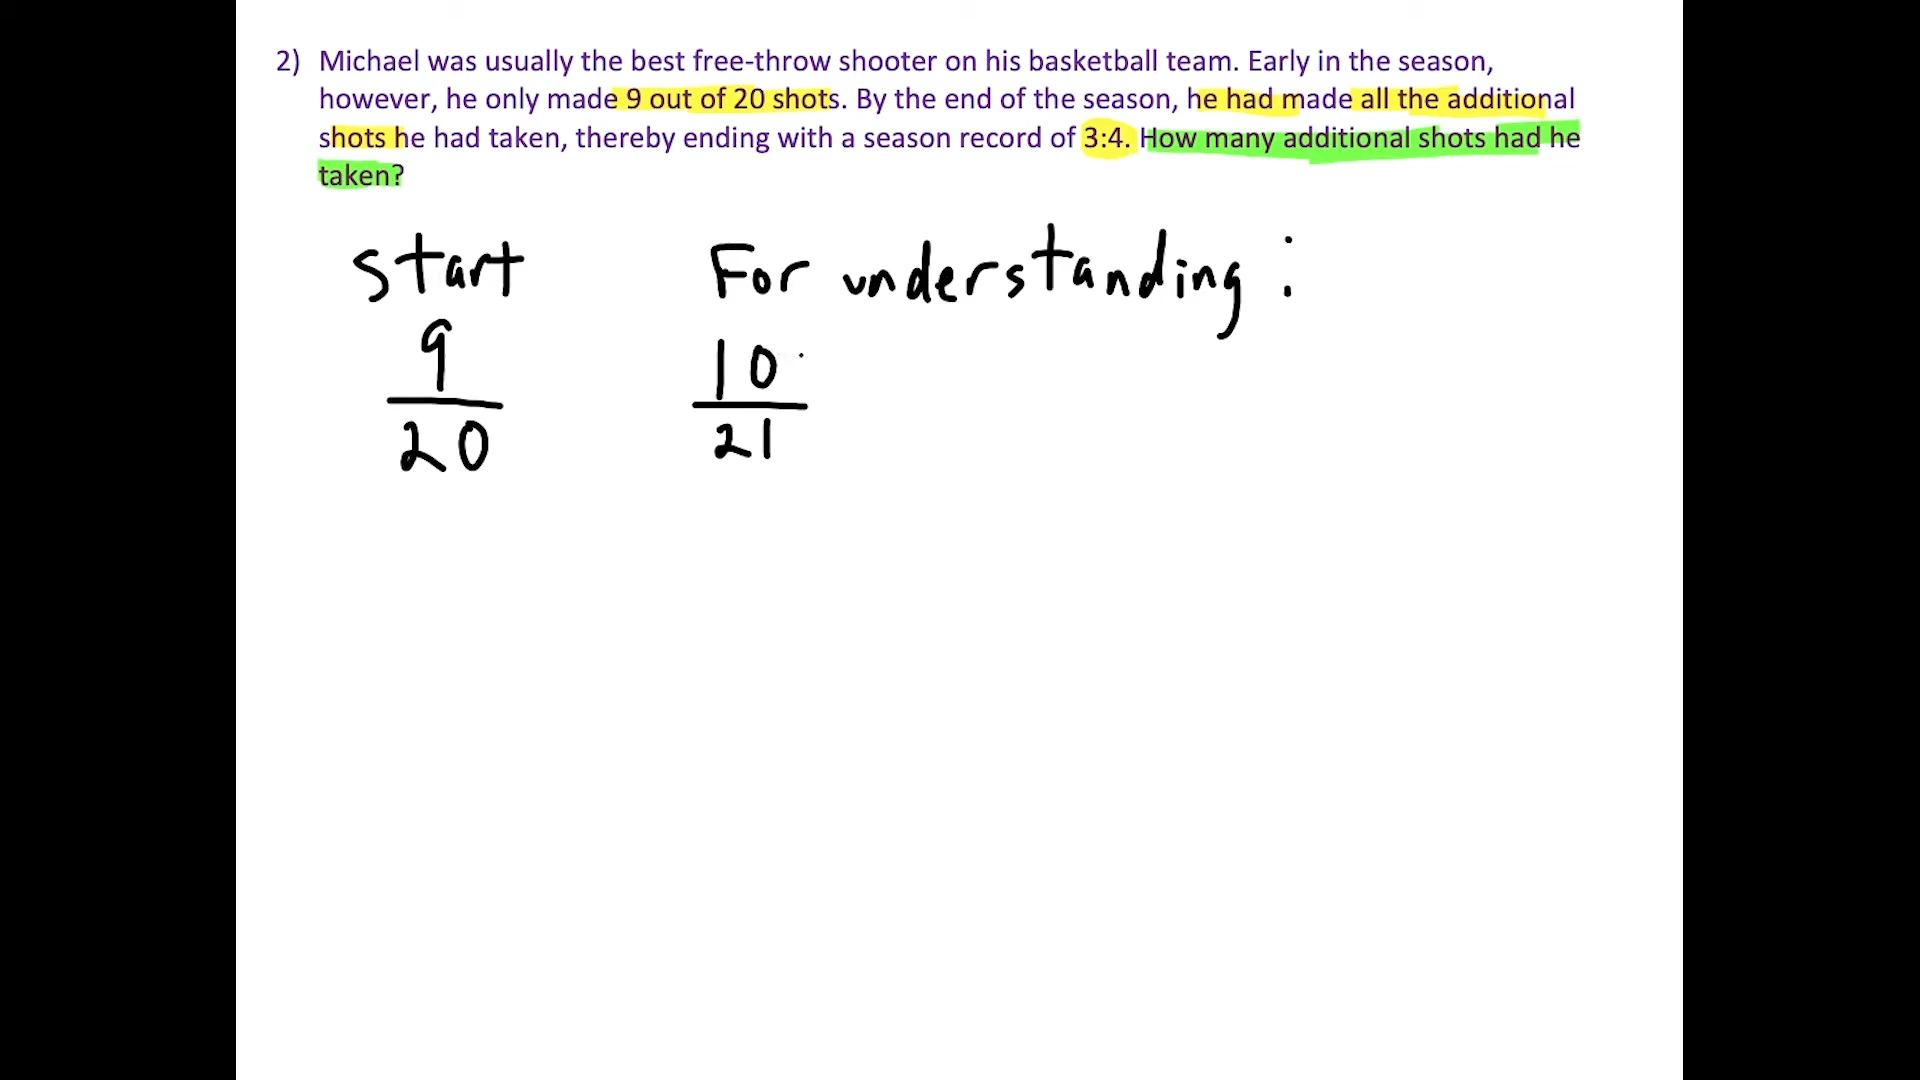 2) Michael was usually the best free-throw shooter on his basketball team. Early in the season,
however, he only made 9 out of 20 shots. By the end of the season, he had made all the additional
shots he had taken, thereby ending with a season record of 3:4. How many additional shots had he
taken?
start For understanding :
9 10
20 21